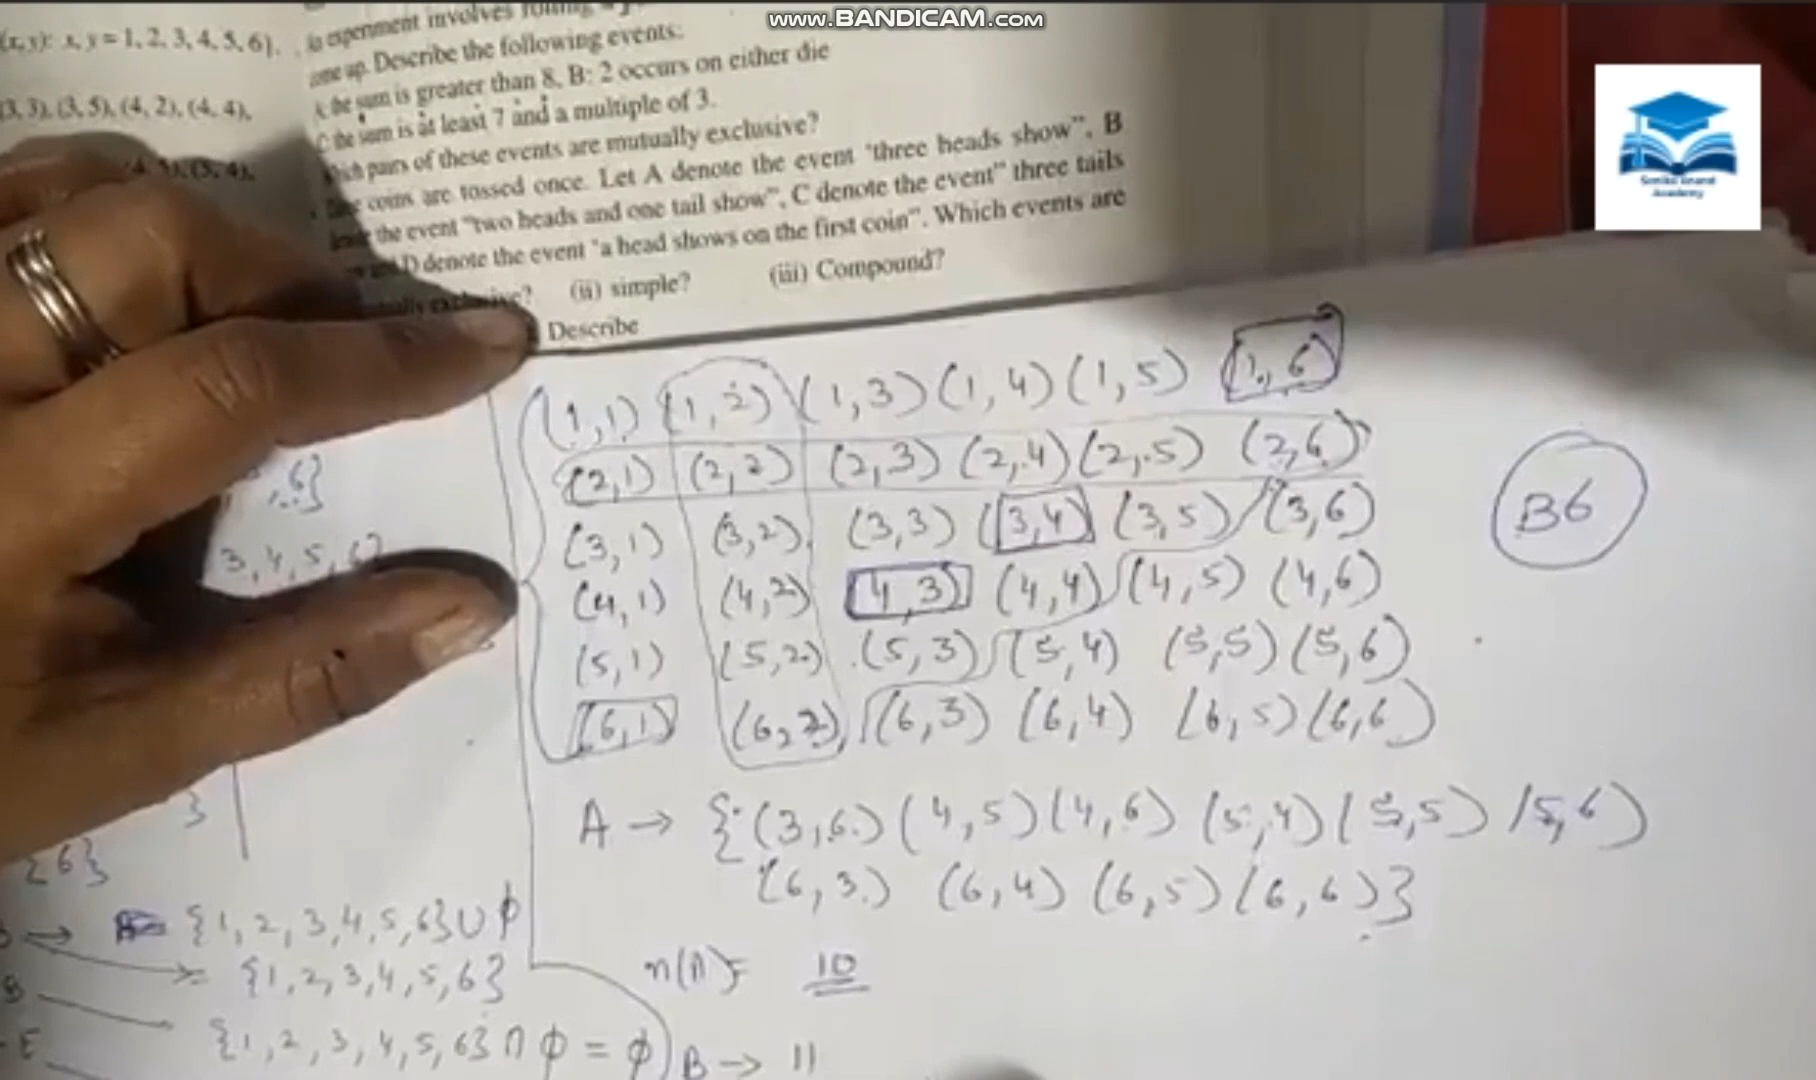 www.BANDICAM.com
(x, y): x, y = 1, 2, 3, 4, 5, 6}.
(3, 3), (3, 5), (4, 2), (4, 4),
(5, 4),
experiment involves rolling a
come up. Describe the following events:
the sum is greater than 8, B: 2 occurs on either die
C: the sum is at least 7 and a multiple of 3.
pairs of these events are mutually exclusive?
coins are tossed once. Let A denote the event "three heads show", B
the event "two heads and one tail show", C denote the event" three tails
D denote the event "a head shows on the first coin". Which events are
exclusive? (ii) simple? (iii) Compound?
Describe
Academy
(1,1) (1,2) (1,3) (1,4) (1,5) (1,6)
(2,1) (2,2) (2,3) (2,4) (2,5) (2,6)
(3,1) (3,2) (3,3) (3,4) (3,5) (3,6)
(4,1) (4,2) (4,3) (4,4) (4,5) (4,6)
(5,1) (5,2) (5,3) (5,4) (5,5) (5,6)
(6,1) (6,2) (6,3) (6,4) (6,5) (6,6)
B6
A → {(3,6) (4,5) (4,6) (5,4) (5,5) (5,6)
(6,3) (6,4) (6,5) (6,6)}
n(A) = 10
B → 11
,6}
3, 4, 5, 6}
}
{6}
{1, 2, 3, 4, 5, 6} ∪ φ
= {1, 2, 3, 4, 5, 6}
{1, 2, 3, 4, 5, 6} ∩ φ = φ